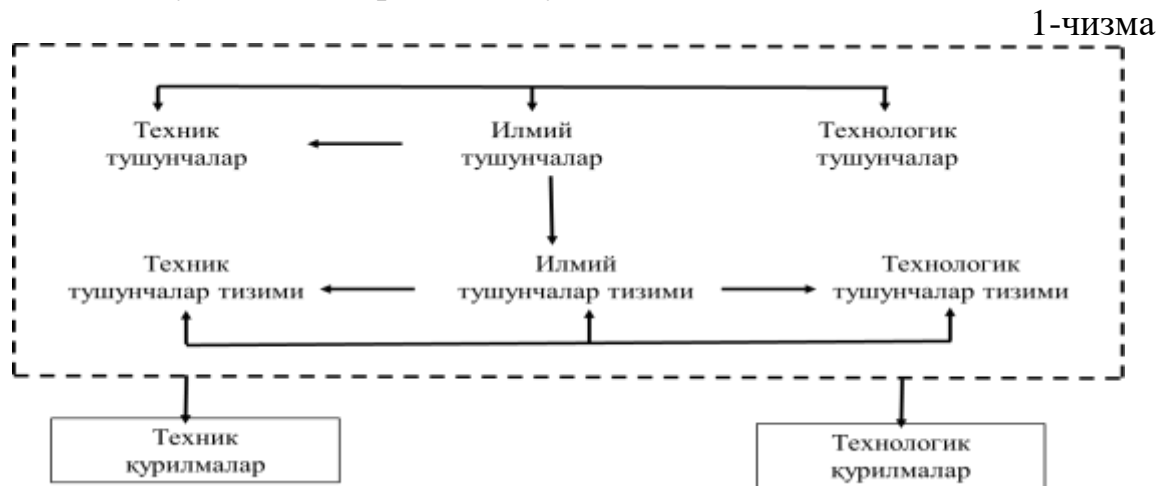 1-чизма
Техник
тушунчалар
Илмий
тушунчалар
Технологик
тушунчалар
Техник
тушунчалар тизими
Илмий
тушунчалар тизими
Технологик
тушунчалар тизими
Техник
қурилмалар
Технологик
қурилмалар